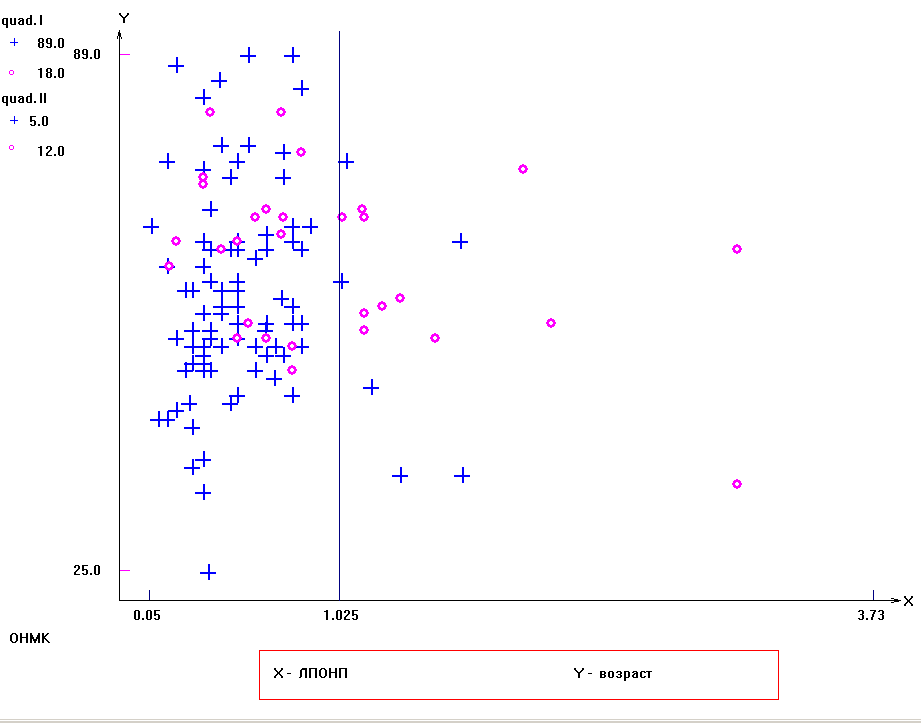 Y
quad.I
+ 89.0
o 18.0
quad.II
+ 5.0
o 12.0
89.0
25.0
0.05 1.025 3.73 X
ОНМК
X - ЛПОНП Y - возраст